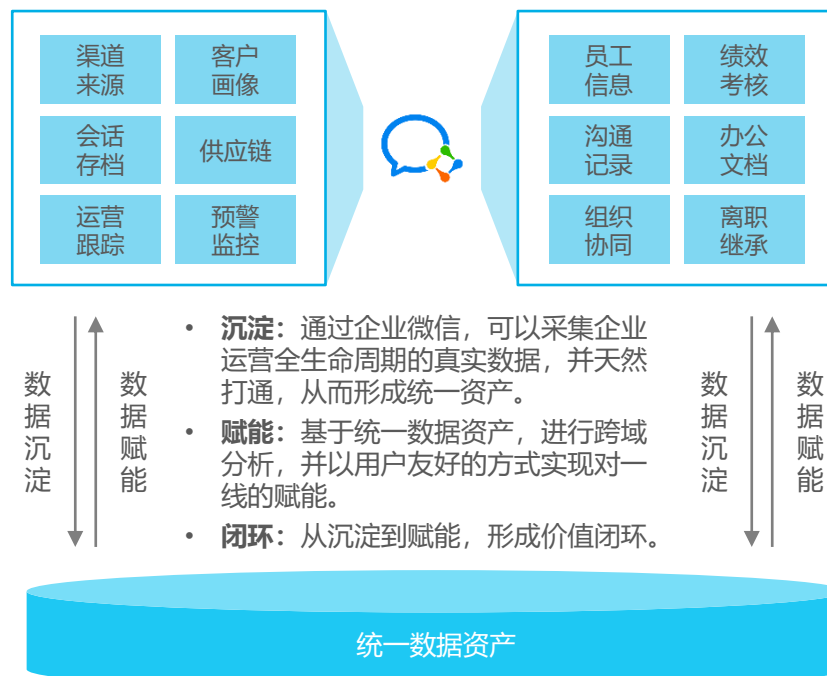 渠道
来源
客户
画像
会话
存档
供应链
运营
跟踪
预警
监控
员工
信息
绩效
考核
沟通
记录
办公
文档
组织
协同
离职
继承
数据沉淀
数据赋能
• 沉淀：通过企业微信，可以采集企业
运营全生命周期的真实数据，并天然
打通，从而形成统一资产。
• 赋能：基于统一数据资产，进行跨域
分析，并以用户友好的方式实现对一
线的赋能。
• 闭环：从沉淀到赋能，形成价值闭环。
数据沉淀
数据赋能
统一数据资产